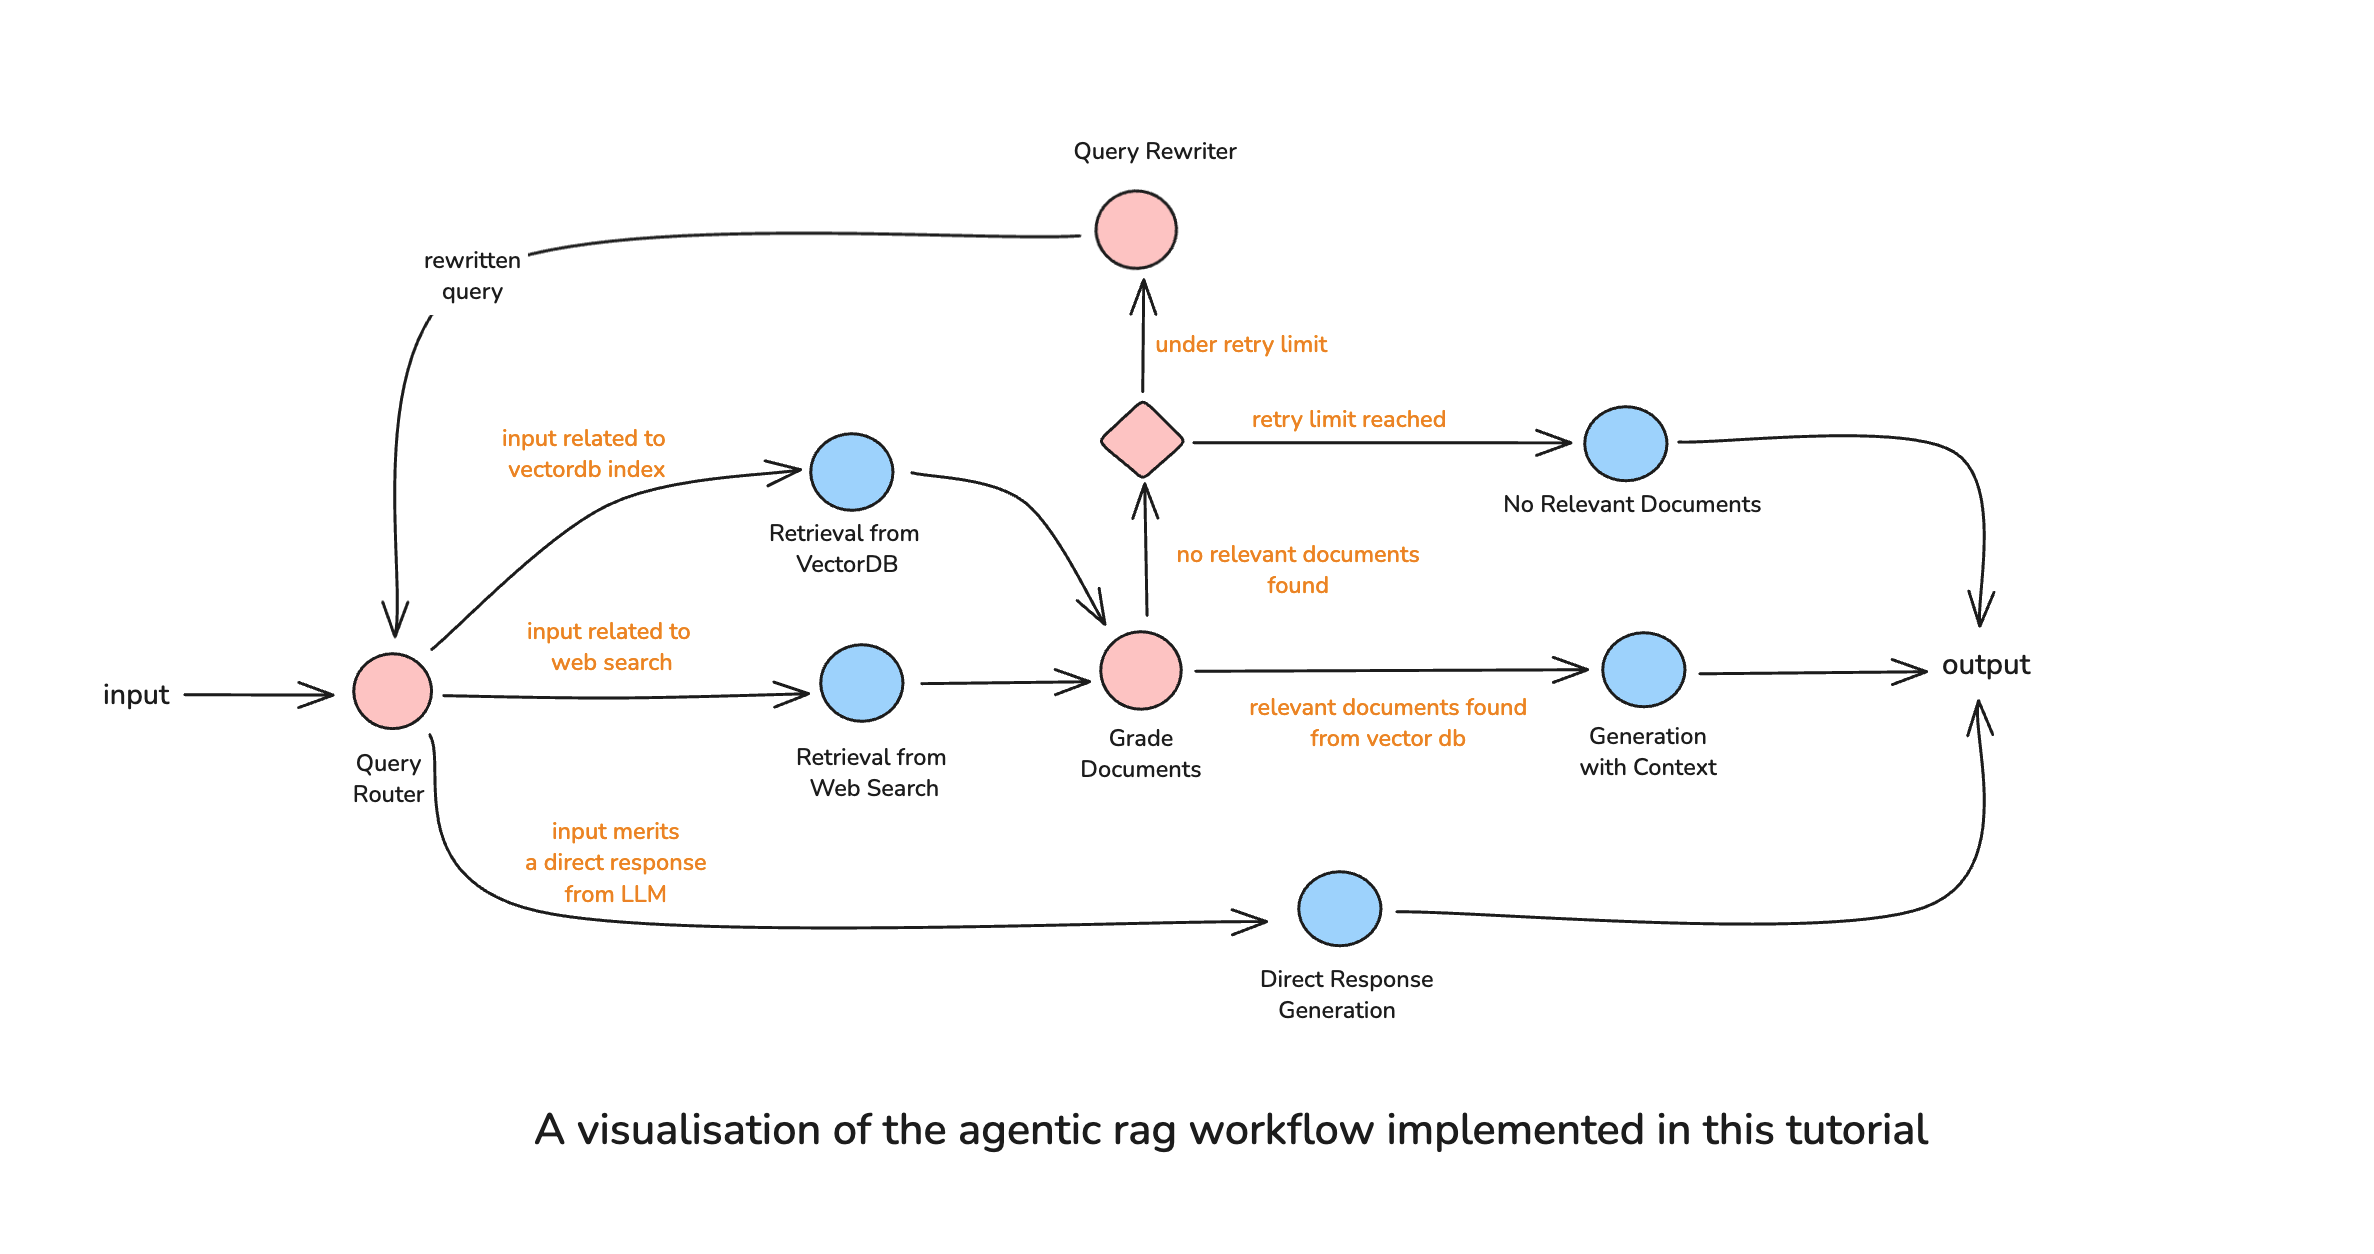 Query Rewriter
rewritten
query
under retry limit
retry limit reached
input related to
vectordb index
No Relevant Documents
Retrieval from
VectorDB
no relevant documents
found
input related to
web search
input
output
Query
Router
Retrieval from
Web Search
Grade
Documents
relevant documents found
from vector db
Generation
with Context
input merits
a direct response
from LLM
Direct Response
Generation
A visualisation of the agentic rag workflow implemented in this tutorial